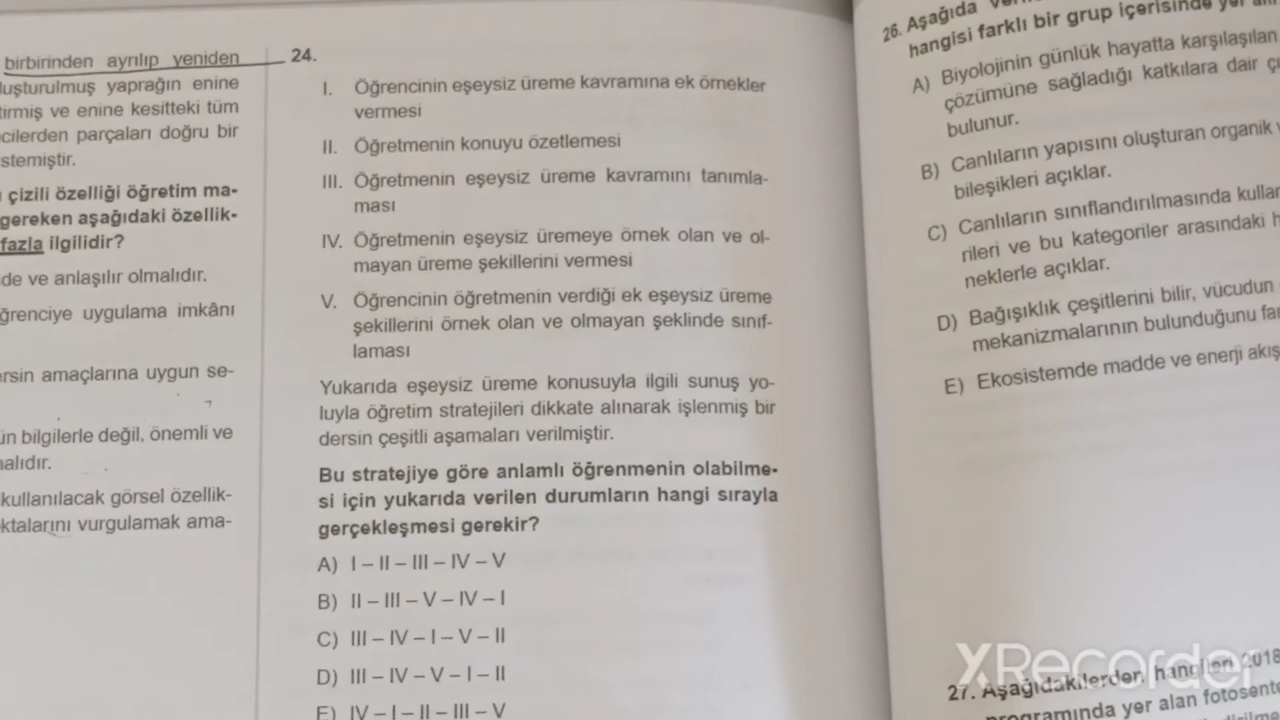 birbirinden ayrılıp yeniden
luşturulmuş yaprağın enine
tirmiş ve enine kesitteki tüm
cilerden parçaları doğru bir
stemiştir.
çizili özelliği öğretim ma-
gereken aşağıdaki özellik-
fazla ilgilidir?
de ve anlaşılır olmalıdır.
ğrenciye uygulama imkânı
ersin amaçlarına uygun se-
ün bilgilerle değil, önemli ve
malıdır.
kullanılacak görsel özellik-
ktalarını vurgulamak ama-
24.
I. Öğrencinin eşeysiz üreme kavramına ek örnekler
vermesi
II. Öğretmenin konuyu özetlemesi
III. Öğretmenin eşeysiz üreme kavramını tanımla-
ması
IV. Öğretmenin eşeysiz üremeye örnek olan ve ol-
mayan üreme şekillerini vermesi
V. Öğrencinin öğretmenin verdiği ek eşeysiz üreme
şekillerini örnek olan ve olmayan şeklinde sınıf-
laması
Yukarıda eşeysiz üreme konusuyla ilgili sunuş yo-
luyla öğretim stratejileri dikkate alınarak işlenmiş bir
dersin çeşitli aşamaları verilmiştir.
Bu stratejiye göre anlamlı öğrenmenin olabilme-
si için yukarıda verilen durumların hangi sırayla
gerçekleşmesi gerekir?
A) I – II – III – IV – V
B) II – III – V – IV – I
C) III – IV – I – V – II
D) III – IV – V – I – II
E) IV – I – II – III – V
26. Aşağıda
hangisi farklı bir grup içerisinde
A) Biyolojinin günlük hayatta karşılaşılan
çözümüne sağladığı katkılara dair
bulunur.
B) Canlıların yapısını oluşturan organik
bileşikleri açıklar.
C) Canlıların sınıflandırılmasında kullan
rileri ve bu kategoriler arasındaki
neklerle açıklar.
D) Bağışıklık çeşitlerini bilir, vücudun
mekanizmalarının bulunduğunu
E) Ekosistemde madde ve enerji akış
27. Aşağıdakilerden hangileri 2018
programında yer alan fotosente
XRecorder